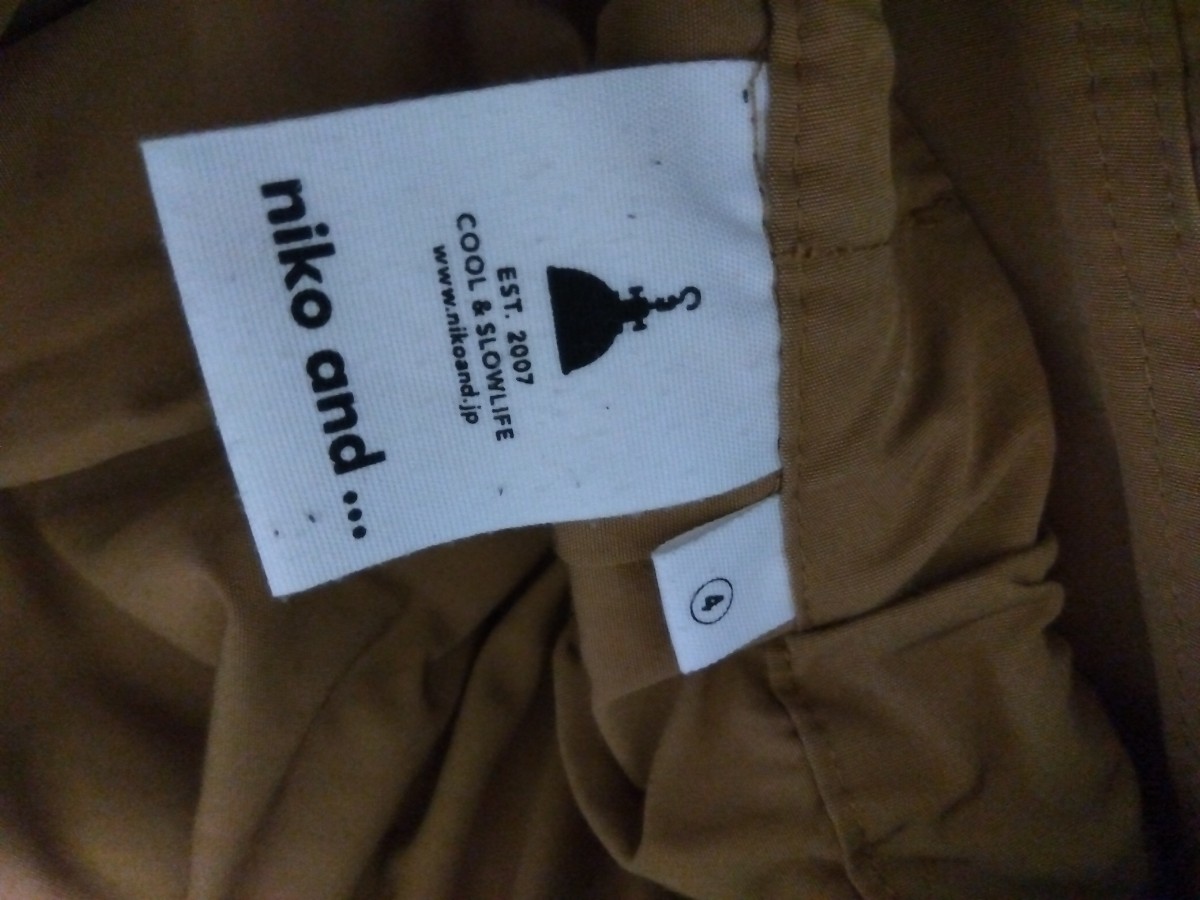 EST. 2007
COOL & SLOWLIFE
www.nikoand.jp
niko and ...
4